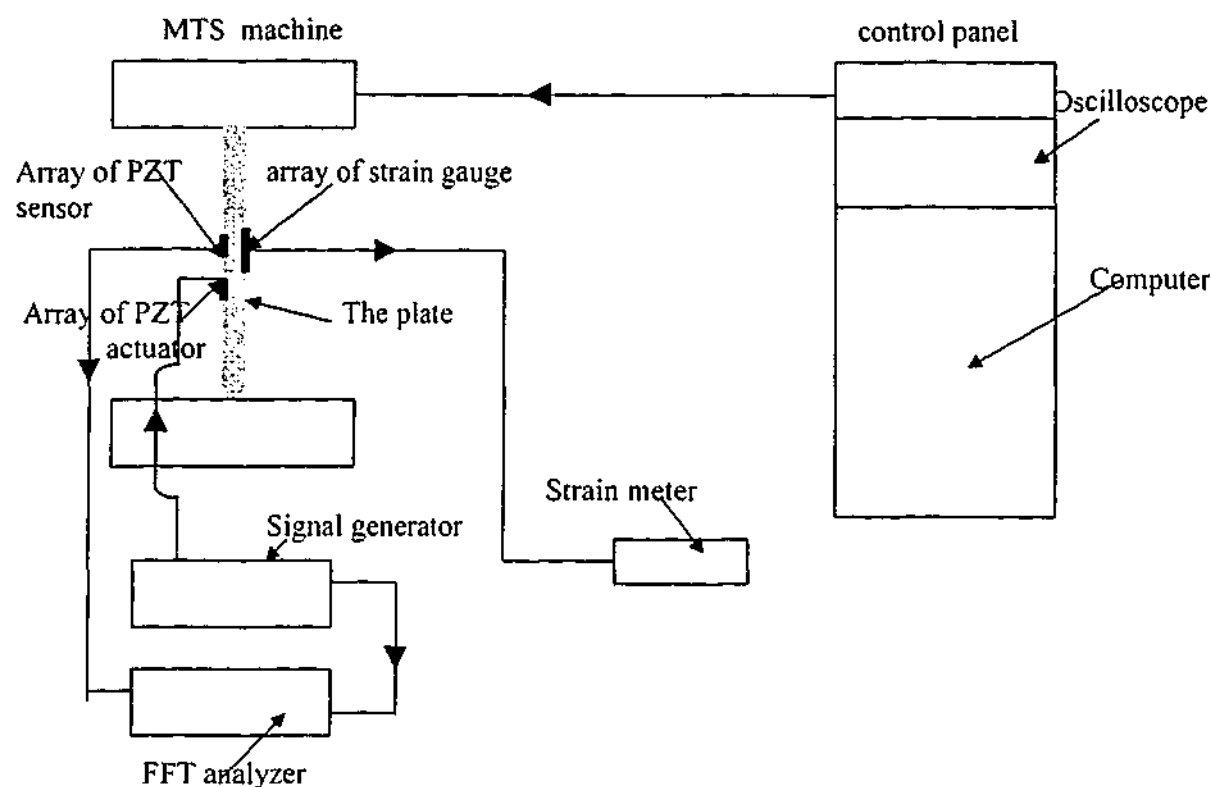 MTS machine
control panel
Oscilloscope
Array of PZT
sensor
array of strain gauge
Computer
Array of PZT
actuator
The plate
Strain meter
Signal generator
FFT analyzer